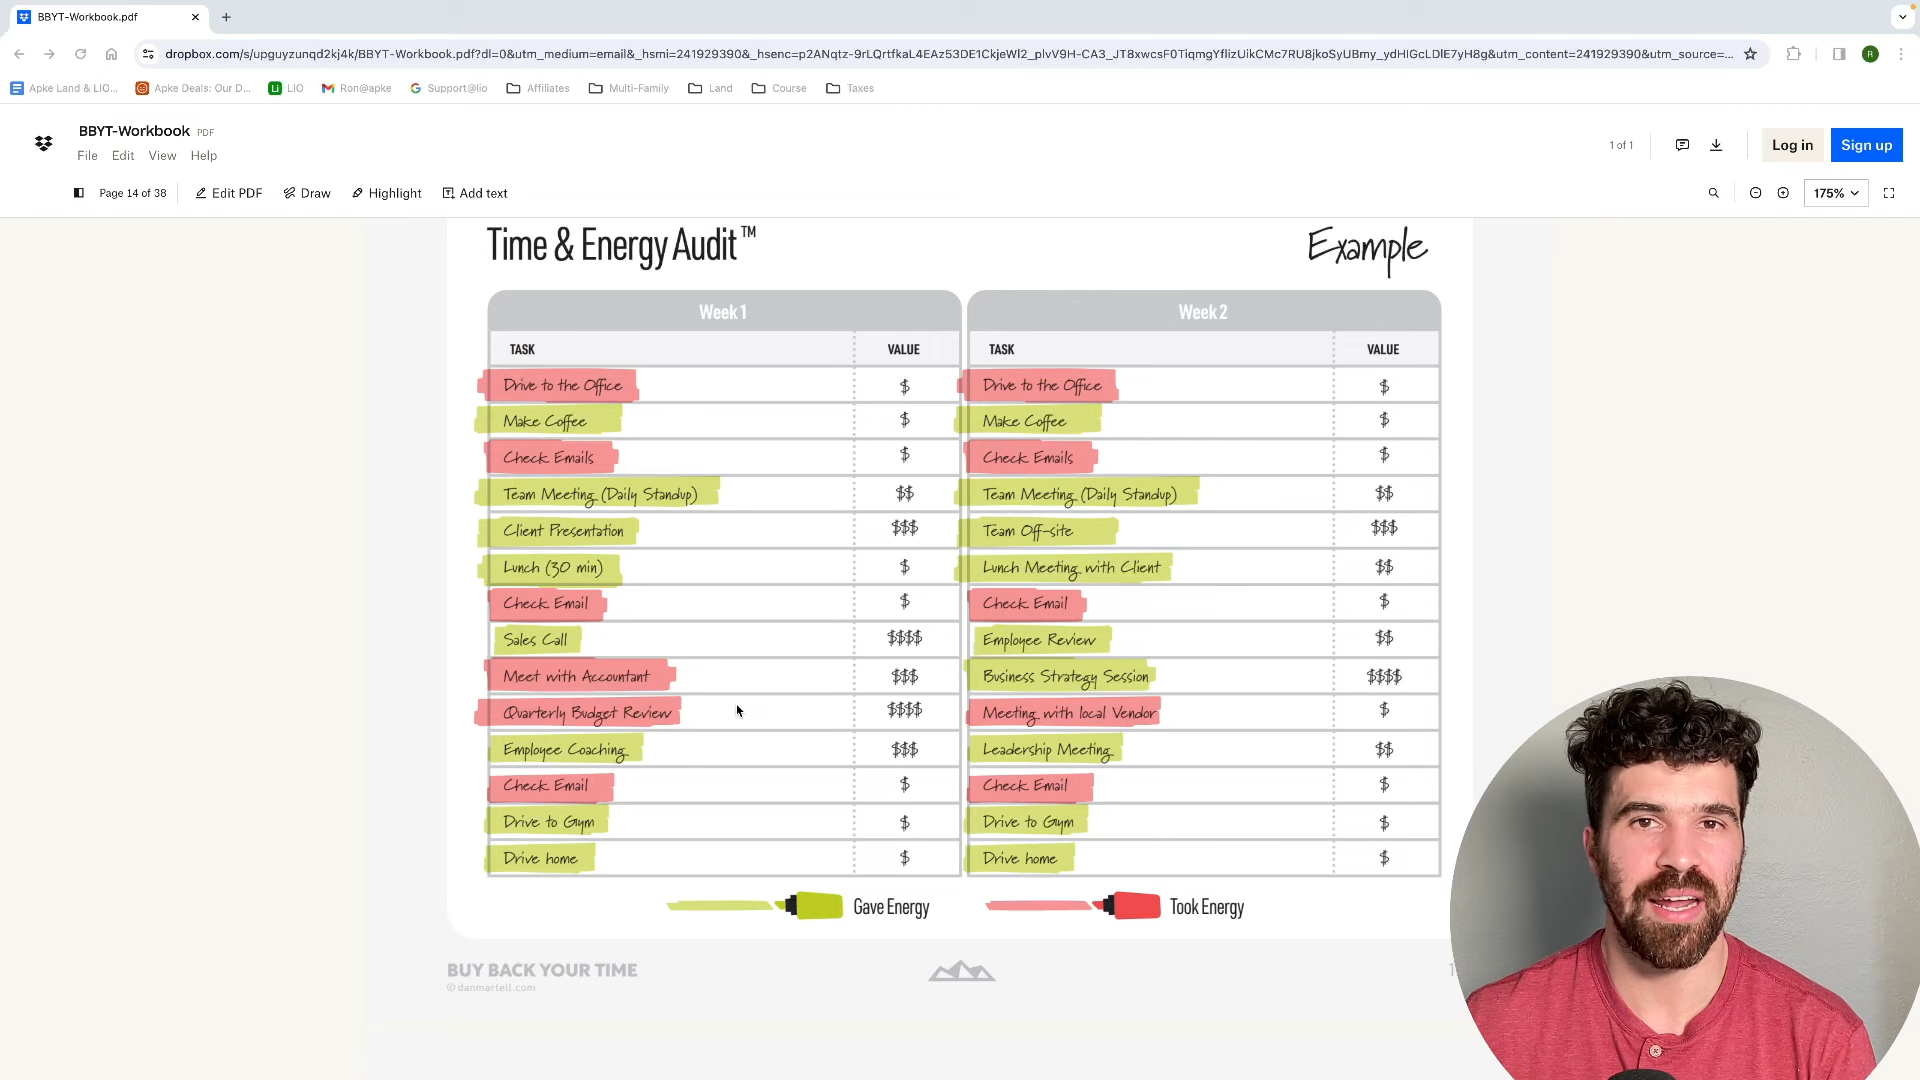 BBYT-Workbook.pdf
dropbox.com/s/upguyzunqd2kj4k/BBYT-Workbook.pdf?dl=0&utm_medium=email&_hsmi=241929390&_hsenc=
Apke Land & LIO... Apke Deals: Our D... LIO Ron@apke Support@lio Affiliates Multi-Family Land Course Taxes
BBYT-Workbook PDF
File Edit View Help
1 of 1 Log in Sign up
Page 14 of 38 Edit PDF Draw Highlight Add text 175%
Time & Energy Audit™ Example
Week 1 Week 2
TASK VALUE TASK VALUE
Drive to the Office $ Drive to the Office $
Make Coffee $ Make Coffee $
Check Emails $ Check Emails $
Team Meeting (Daily Standup) $$ Team Meeting (Daily Standup) $$
Client Presentation $$$ Team Off-site $$$
Lunch (30 min) $ Lunch Meeting with Client $$
Check Email $ Check Email $
Sales Call $$$$ Employee Review $$
Meet with Accountant $$$ Business Strategy Session $$$$
Quarterly Budget Review $$$$ Meeting with local Vendor $
Employee Coaching $$$ Leadership Meeting $$
Check Email $ Check Email $
Drive to Gym $ Drive to Gym $
Drive home $ Drive home $
Gave Energy Took Energy
BUY BACK YOUR TIME
© danmartell.com
R